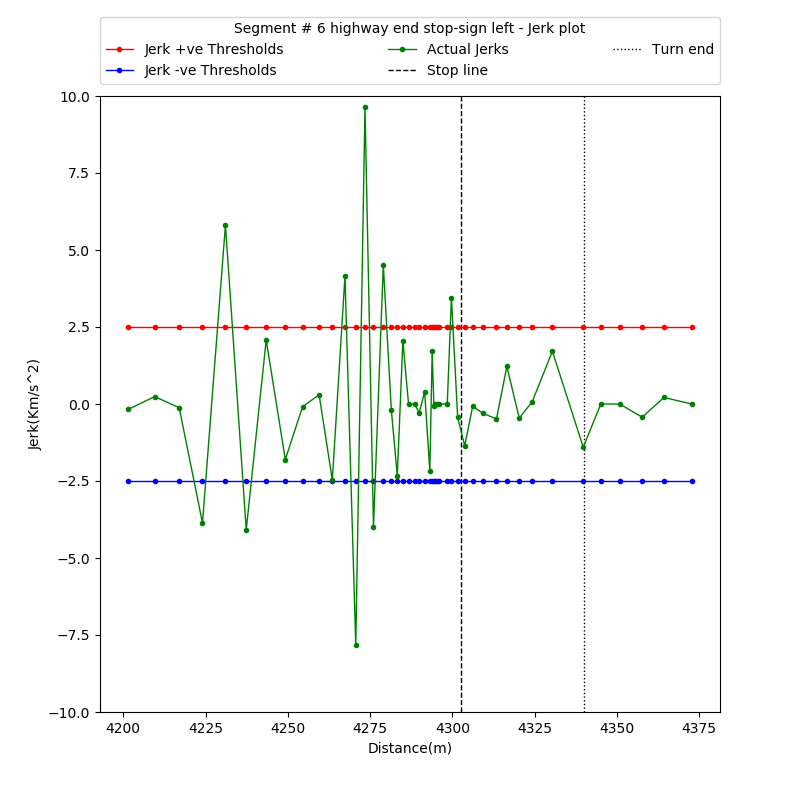 Segment # 6 highway end stop-sign left - Jerk plot
Jerk +ve Thresholds Actual Jerks Turn end
Jerk -ve Thresholds Stop line
10.0
7.5
5.0
2.5
0.0
−2.5
−5.0
−7.5
−10.0
Jerk(Km/s^2)
4200 4225 4250 4275 4300 4325 4350 4375
Distance(m)